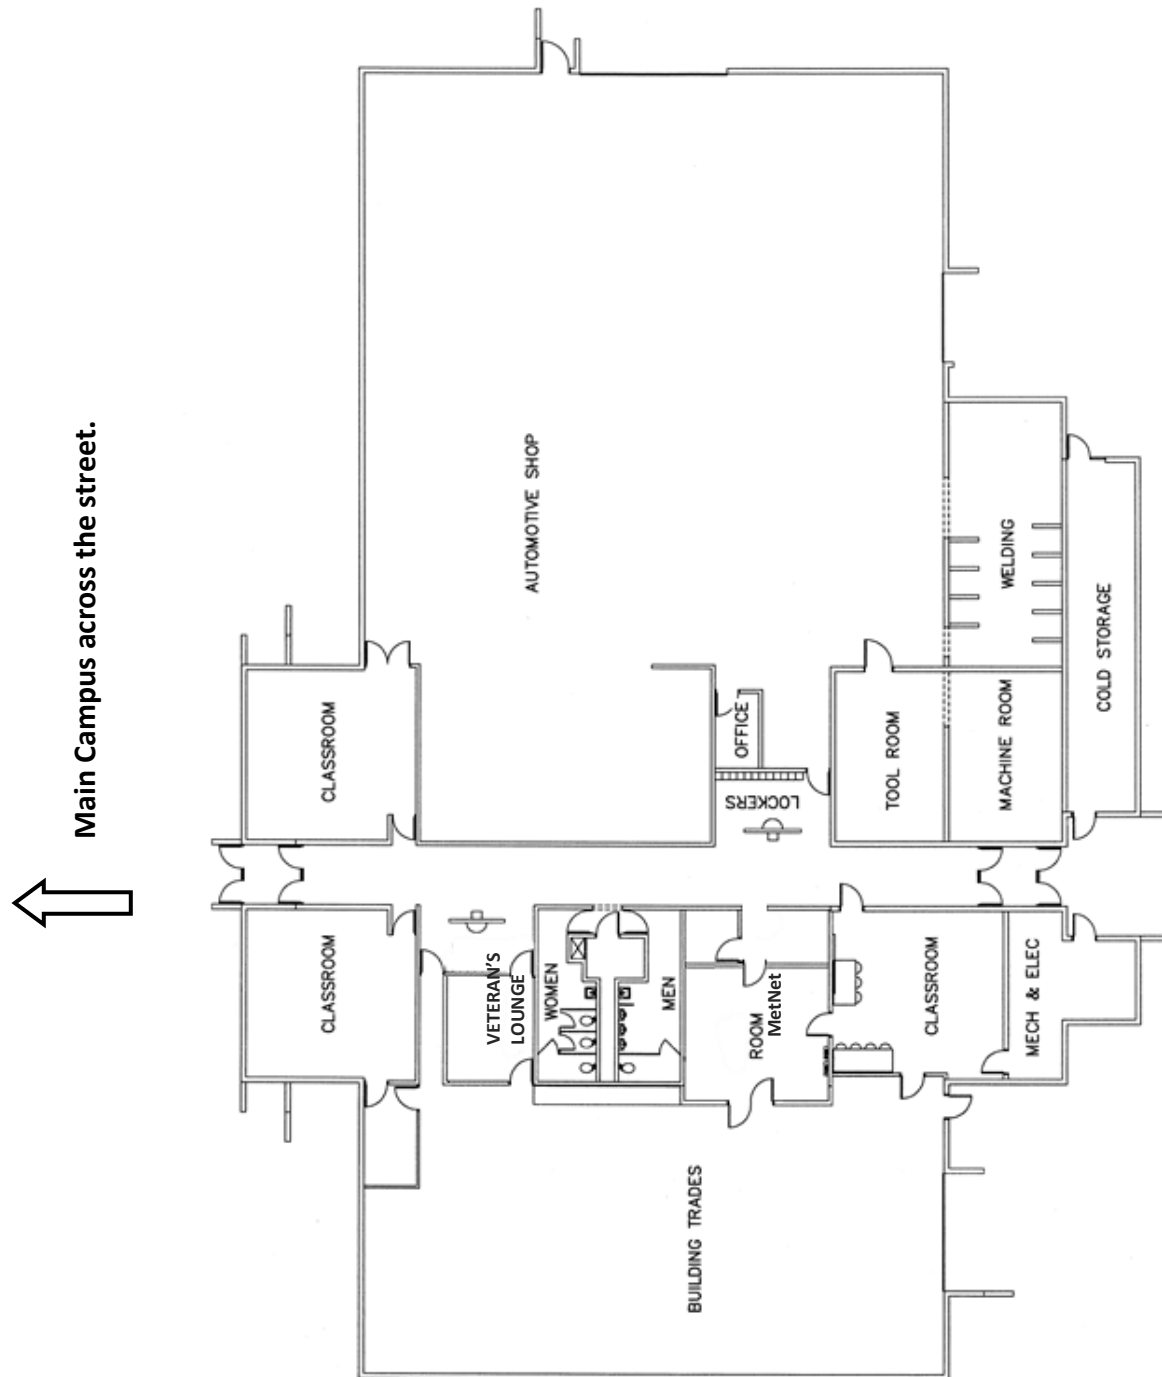 Main Campus across the street.
AUTOMOTIVE SHOP
WELDING
COLD STORAGE
CLASSROOM
OFFICE
LOCKERS
TOOL ROOM
MACHINE ROOM
CLASSROOM
VETERAN'S
LOUNGE
WOMEN
MEN
ROOM
MetNet
CLASSROOM
MECH & ELEC
BUILDING TRADES